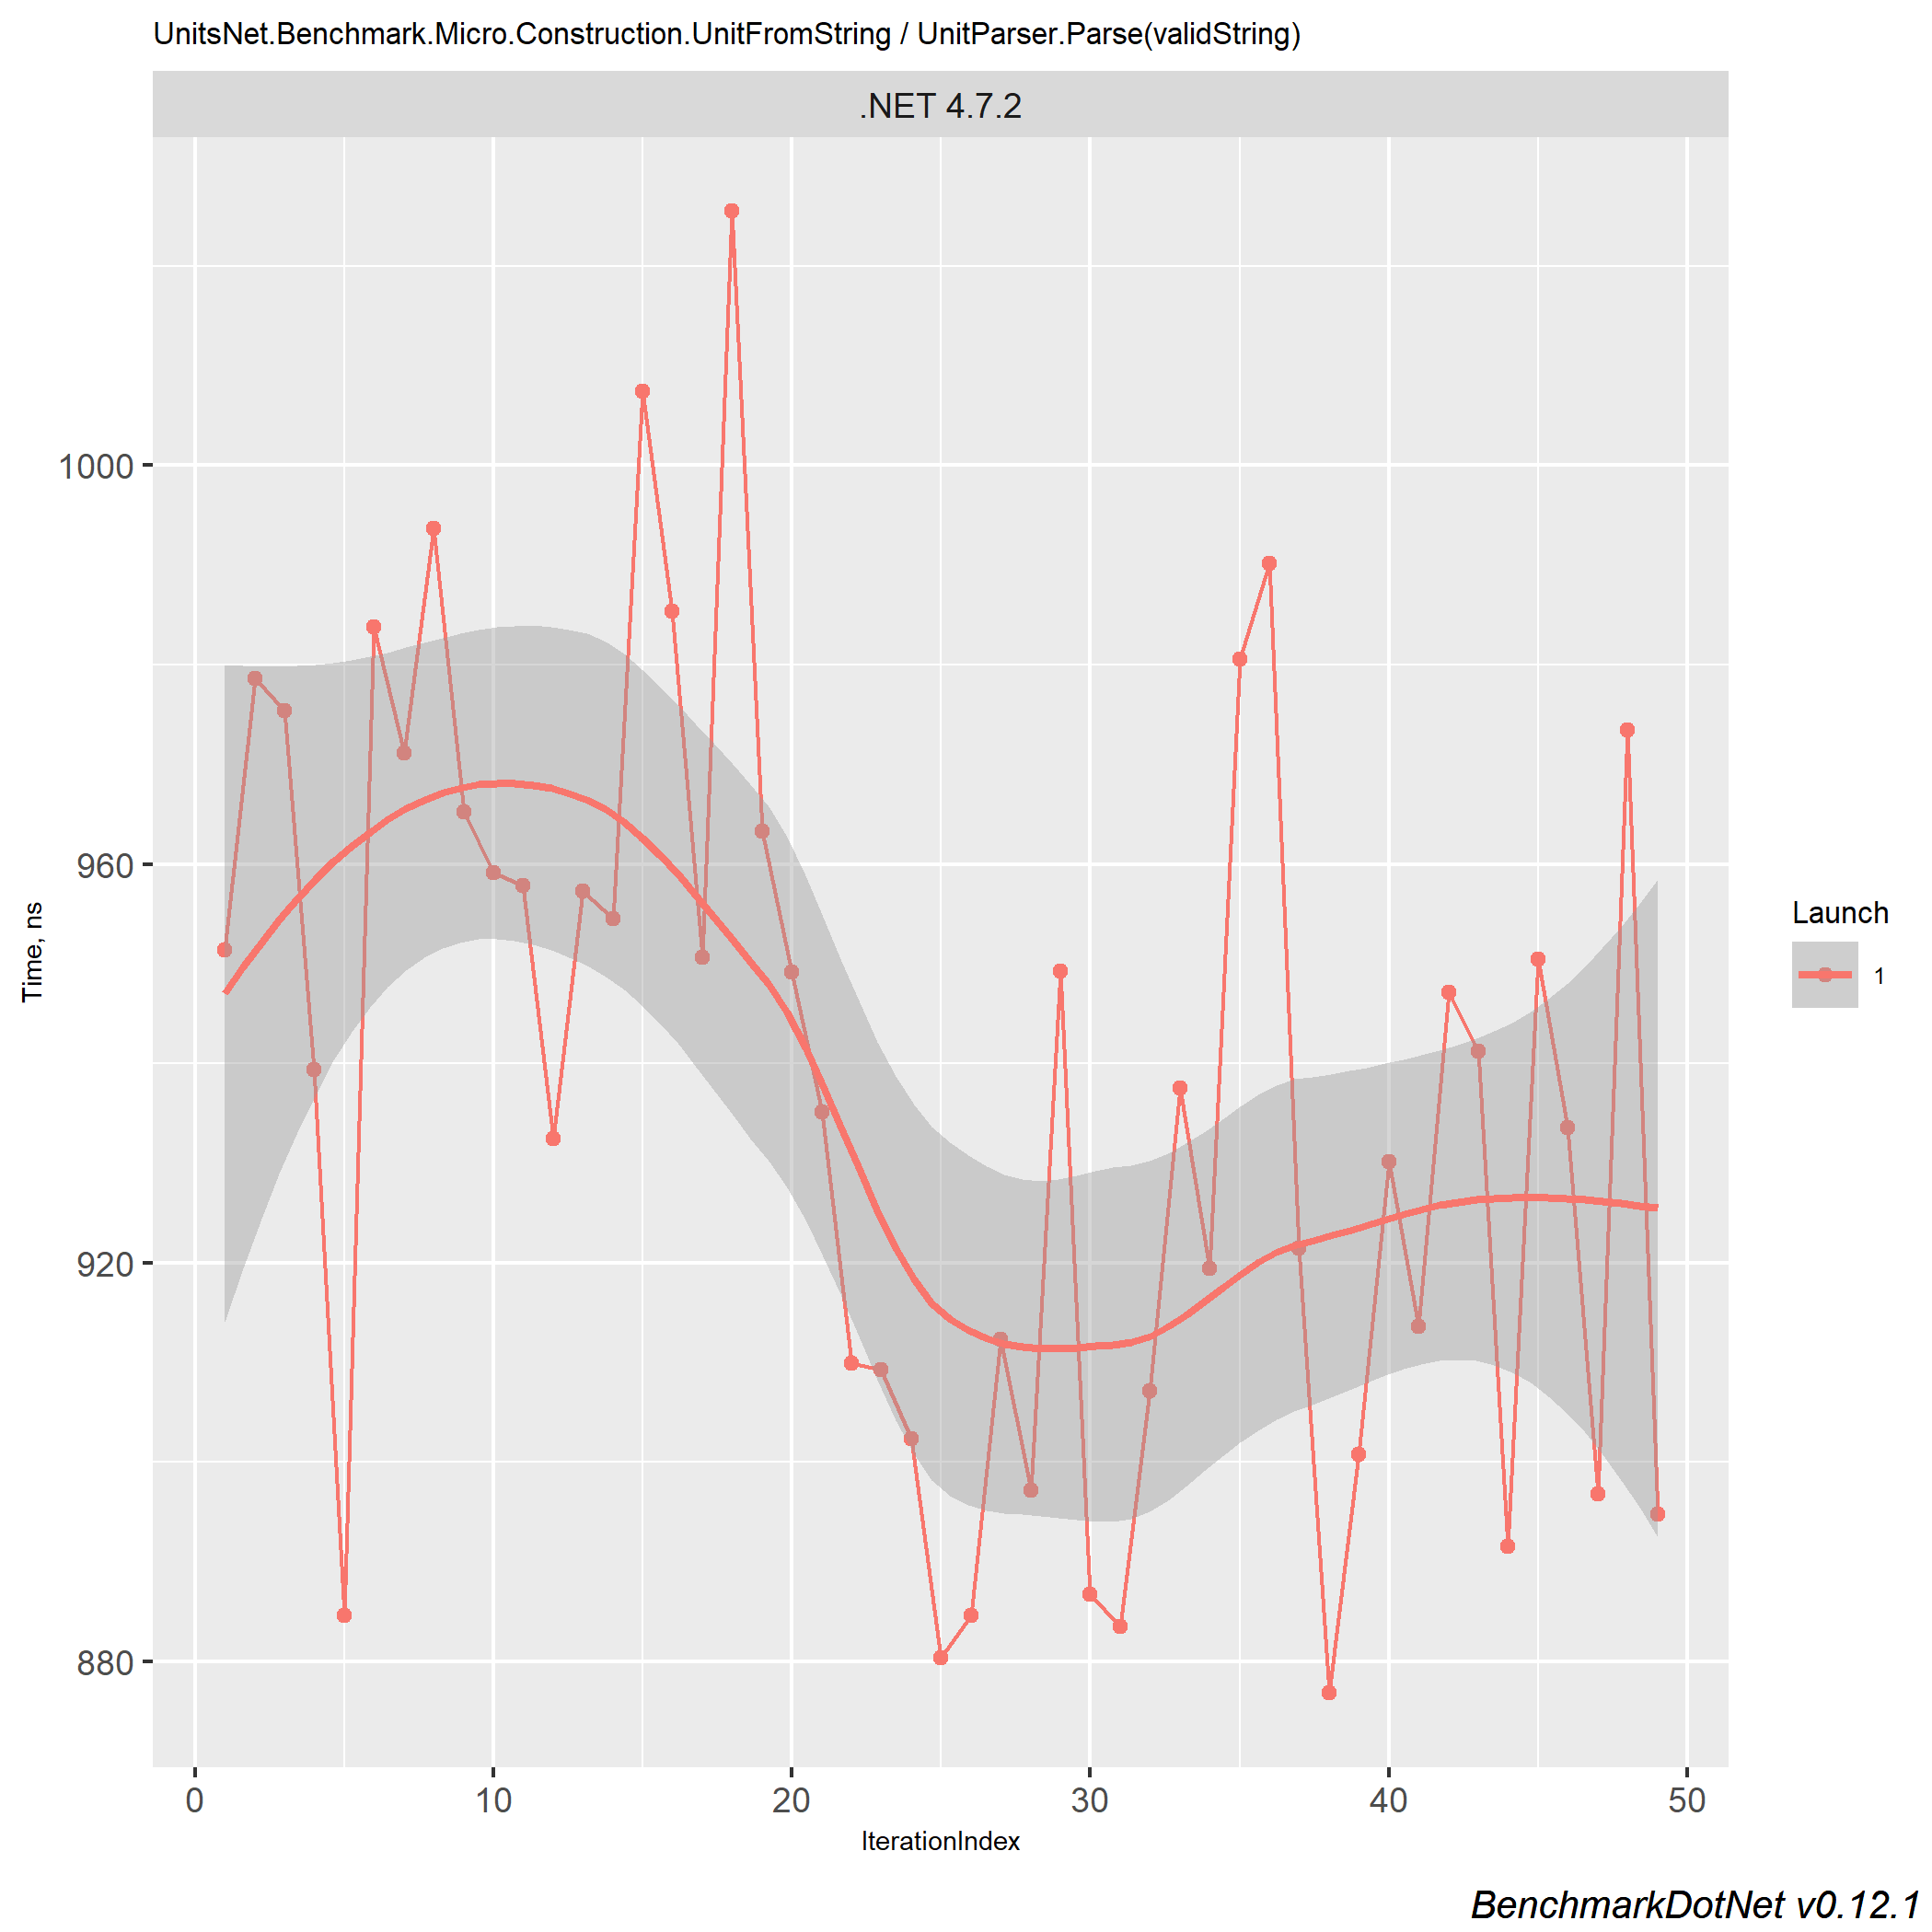 UnitsNet.Benchmark.Micro.Construction.UnitFromString / UnitParser.Parse(validString)
.NET 4.7.2
1000
960
920
880
Time, ns
0 10 20 30 40 50
IterationIndex
Launch
1
BenchmarkDotNet v0.12.1